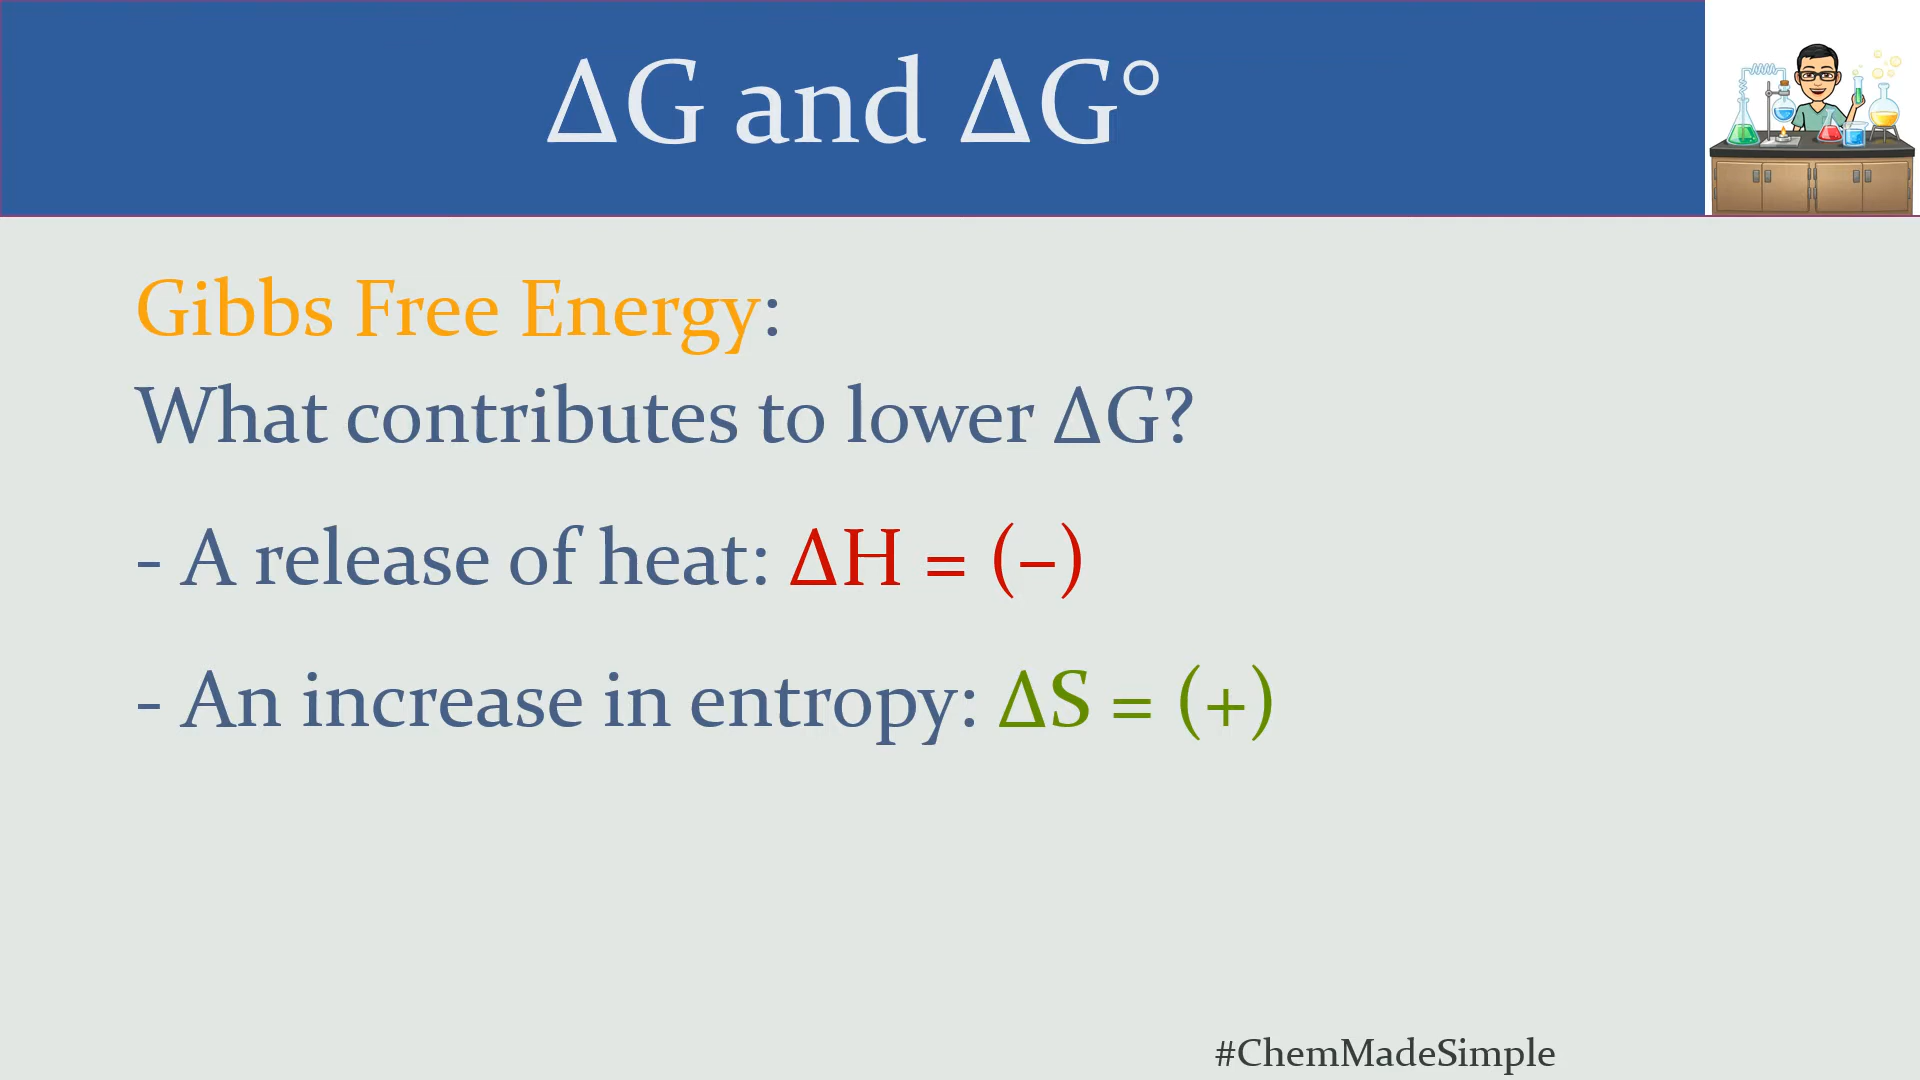 ΔG and ΔG°
Gibbs Free Energy:
What contributes to lower ΔG?
- A release of heat: ΔH = (–)
- An increase in entropy: ΔS = (+)
#ChemMadeSimple